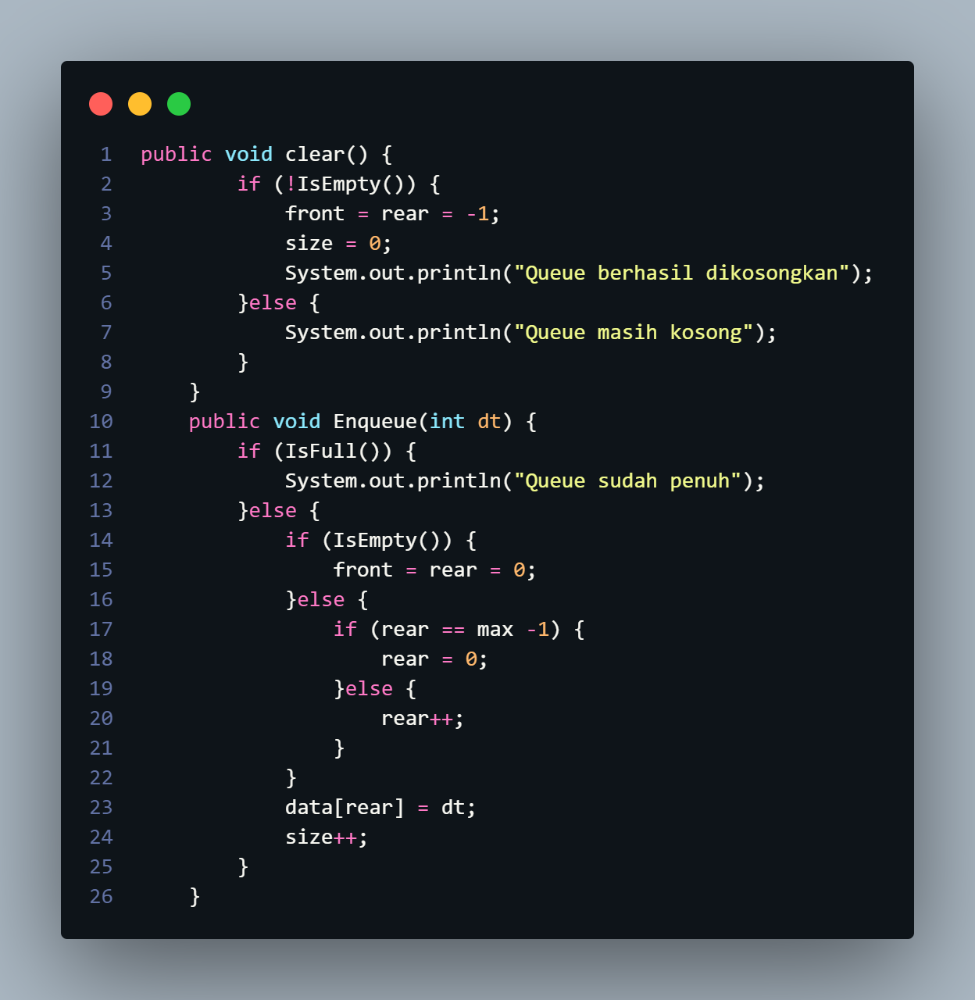 1 public void clear() {
2         if (!IsEmpty()) {
3             front = rear = -1;
4             size = 0;
5             System.out.println("Queue berhasil dikosongkan");
6         }else {
7             System.out.println("Queue masih kosong");
8         }
9     }
10     public void Enqueue(int dt) {
11         if (IsFull()) {
12             System.out.println("Queue sudah penuh");
13         }else {
14             if (IsEmpty()) {
15                 front = rear = 0;
16             }else {
17                 if (rear == max -1) {
18                     rear = 0;
19                 }else {
20                     rear++;
21                 }
22             }
23             data[rear] = dt;
24             size++;
25         }
26     }